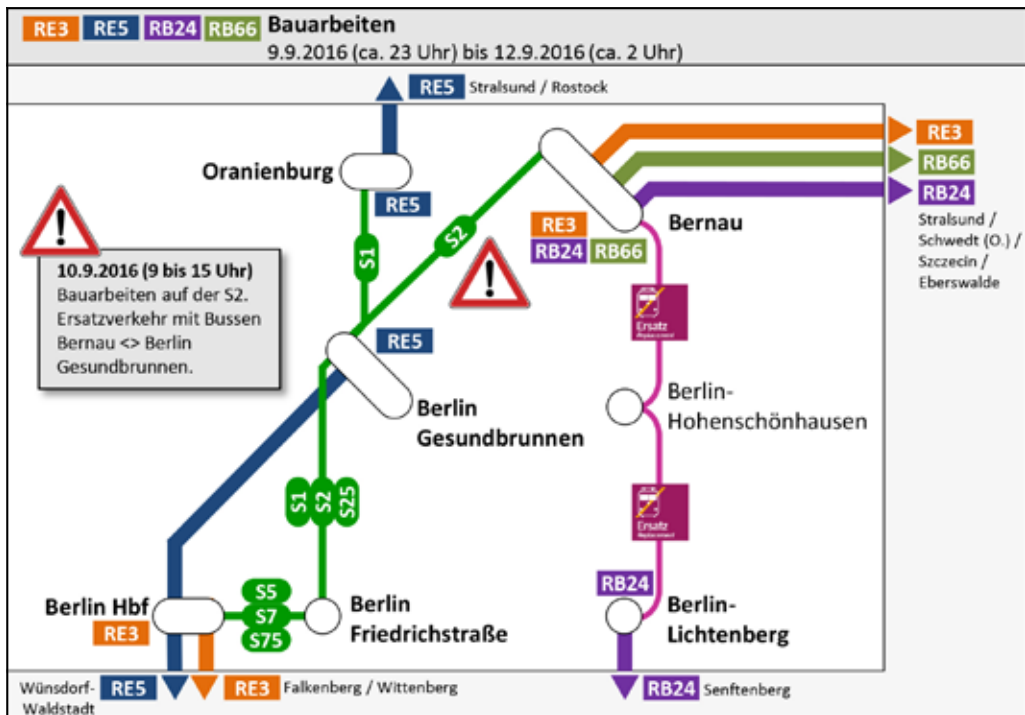 RE3 RE5 RB24 RB66 Bauarbeiten
9.9.2016 (ca. 23 Uhr) bis 12.9.2016 (ca. 2 Uhr)
RE5 Stralsund / Rostock
RE3
RB66
RB24
Stralsund /
Schwedt (O.) /
Szczecin /
Eberswalde
Oranienburg
RE5
S1
S2
Bernau
RE3
RB24 RB66
!
10.9.2016 (9 bis 15 Uhr)
Bauarbeiten auf der S2.
Ersatzverkehr mit Bussen
Bernau <> Berlin
Gesundbrunnen.
!
Ersatz
Replacement
RE5
Berlin
Gesundbrunnen
Berlin-
Hohenschönhausen
S1 S2 S25
Ersatz
Replacement
Berlin Hbf
RE3
S5
S7
S75
Berlin
Friedrichstraße
RB24
Berlin-
Lichtenberg
Wünsdorf-
Waldstadt
RE5
RE3 Falkenberg / Wittenberg
RB24 Senftenberg